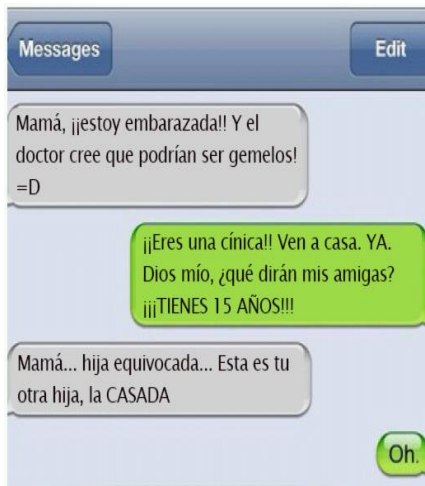 Messages Edit
Mamá, ¡¡estoy embarazada!! Y el
doctor cree que podrían ser gemelos!
=D
¡¡Eres una cínica!! Ven a casa. YA.
Dios mío, ¿qué dirán mis amigas?
¡¡¡TIENES 15 AÑOS!!!
Mamá... hija equivocada... Esta es tu
otra hija, la CASADA
Oh.